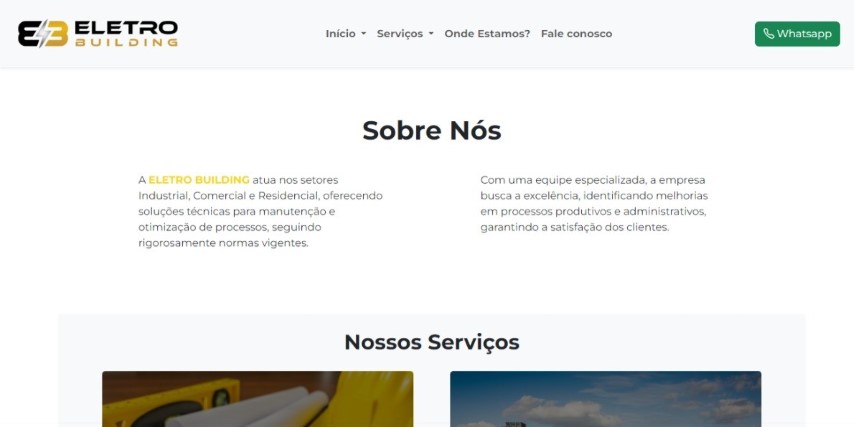 ELETRO
BUILDING
Início
Serviços
Onde Estamos?
Fale conosco
Whatsapp
Sobre Nós
A ELETRO BUILDING atua nos setores
Industrial, Comercial e Residencial, oferecendo
soluções técnicas para manutenção e
otimização de processos, seguindo
rigorosamente normas vigentes.
Com uma equipe especializada, a empresa
busca a excelência, identificando melhorias
em processos produtivos e administrativos,
garantindo a satisfação dos clientes.
Nossos Serviços